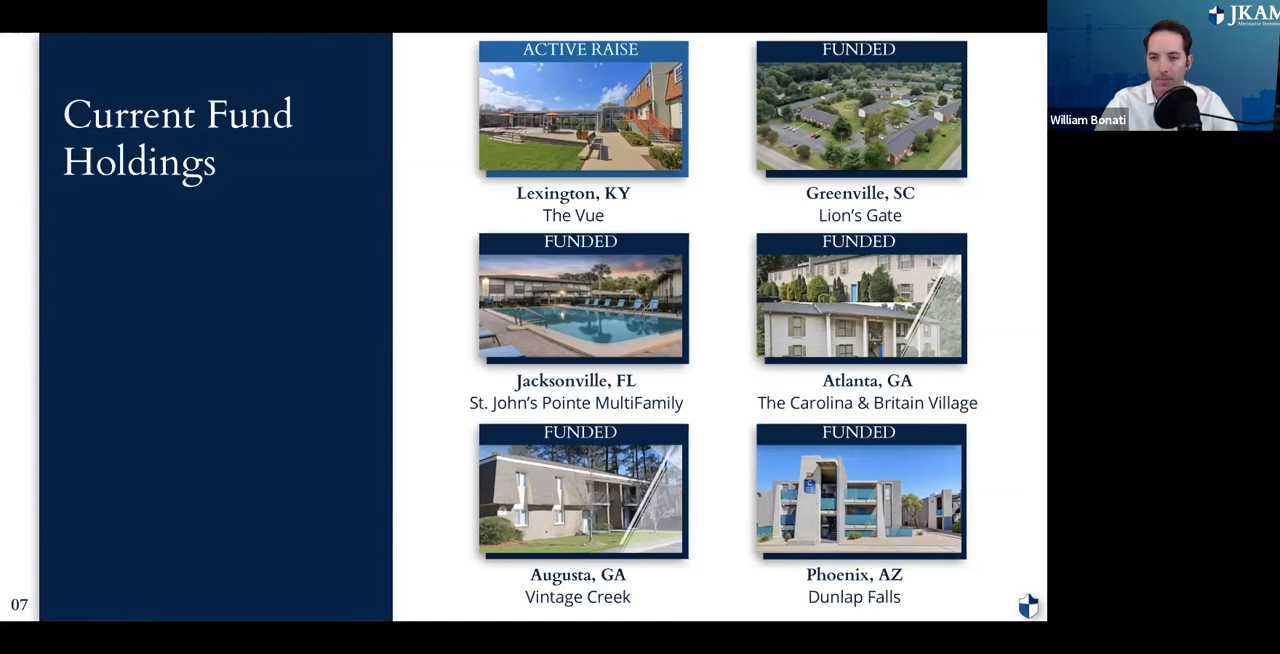 Current Fund
Holdings
ACTIVE RAISE
Lexington, KY
The Vue
FUNDED
Greenville, SC
Lion's Gate
FUNDED
Jacksonville, FL
St. John's Pointe MultiFamily
FUNDED
Atlanta, GA
The Carolina & Britain Village
FUNDED
Augusta, GA
Vintage Creek
FUNDED
Phoenix, AZ
Dunlap Falls
07
JKAM
William Bonati